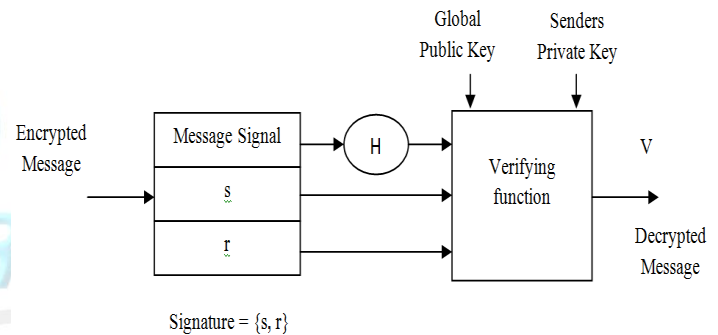 Global
Public Key
Senders
Private Key
Encrypted
Message
Message Signal
s
r
H
Verifying
function
V
Decrypted
Message
Signature = {s, r}